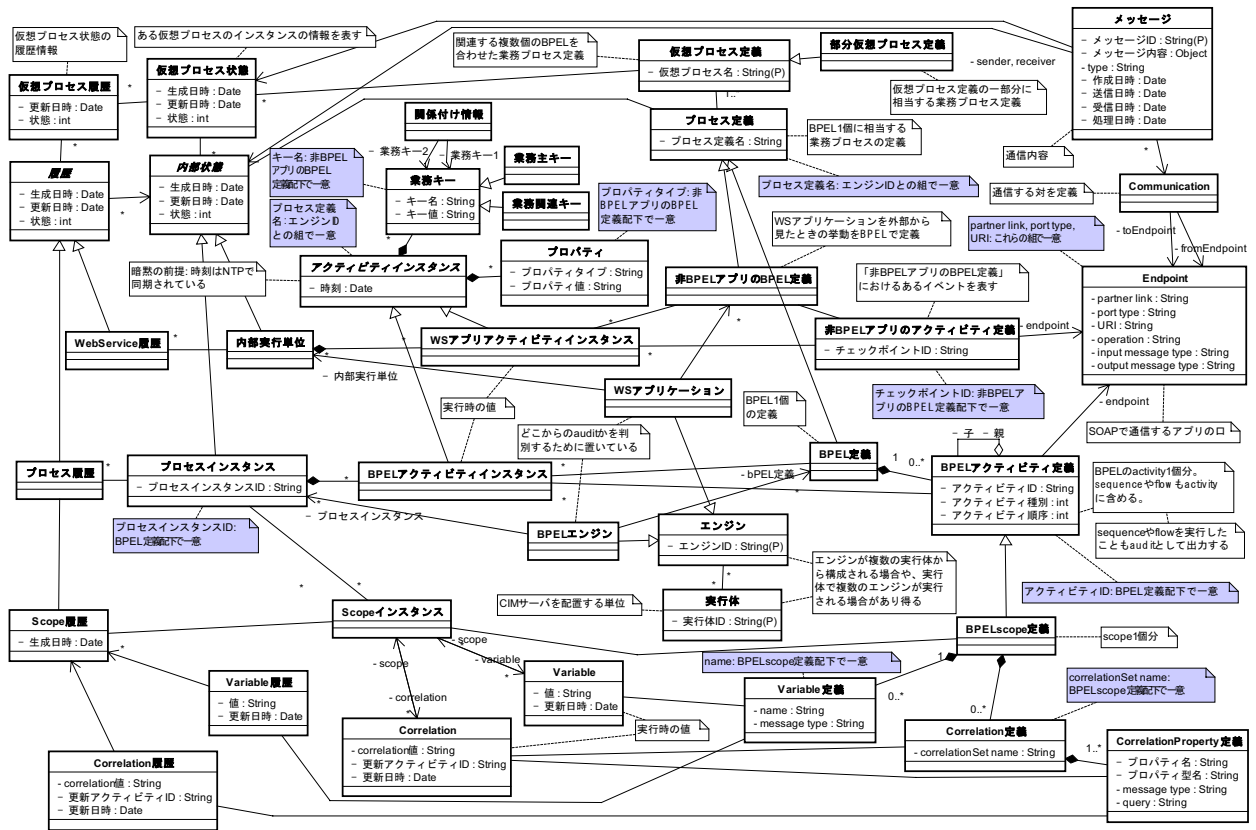 仮想プロセス状態の
履歴情報
ある仮想プロセスのインスタンスの情報を表す
関連する複数個のBPELを
合わせた業務プロセス定義
仮想プロセス定義
- 仮想プロセス名 : String(P)
部分仮想プロセス定義
- sender, receiver
仮想プロセス定義の一部分に
相当する業務プロセス定義
メッセージ
- メッセージID : String(P)
- メッセージ内容 : Object
- type : String
- 作成日時 : Date
- 送信日時 : Date
- 受信日時 : Date
- 処理日時 : Date
仮想プロセス履歴
- 更新日時 : Date
- 状態 : int
*
仮想プロセス状態
- 生成日時 : Date
- 更新日時 : Date
- 状態 : int
*
*
1..
関係付け情報
- 業務キー2
- 業務キー1
プロセス定義
- プロセス定義名 : String
BPEL1個に相当する
業務プロセスの定義
通信内容
*
履歴
- 生成日時 : Date
- 更新日時 : Date
- 状態 : int
*
内部状態
- 生成日時 : Date
- 更新日時 : Date
- 状態 : int
キー名: 非BPEL
アプリのBPEL
定義配下で一意
業務キー
- キー名 : String
- キー値 : String
業務主キー
業務関連キー
プロパティタイプ: 非
BPELアプリのBPEL
定義配下で一意
プロセス定義名: エンジンIDとの組で一意
通信する対を定義
Communication
- toEndpoint
- fromEndpoint
プロセス定義
名: エンジンID
との組で一意
WSアプリケーションを外部から
見たときの挙動をBPELで定義
partner link, port type,
URI: これらの組で一意
暗黙の前提: 時刻はNTPで
同期されている
*
アクティビティインスタンス
- 時刻 : Date
*
プロパティ
- プロパティタイプ : String
- プロパティ値 : String
非BPELアプリのBPEL定義
「非BPELアプリのBPEL定義」
におけるあるイベントを表す
Endpoint
- partner link : String
- port type : String
- URI : String
- operation : String
- input message type : String
- output message type : String
WebService履歴
*
内部実行単位
*
WSアプリアクティビティインスタンス
*
*
*
*
非BPELアプリのアクティビティ定義
- チェックポイントID : String
- endpoint
- 内部実行単位
WSアプリケーション
チェックポイントID: 非BPELア
プリのBPEL定義配下で一意
実行時の値
どこからのauditかを判
別するために置いている
BPEL1個
の定義
- endpoint
SOAPで通信するアプリの口
- 子
- 親
プロセス履歴
*
プロセスインスタンス
- プロセスインスタンスID : String
*
BPELアクティビティインスタンス
*
*
BPEL定義
1
0..*
- bPEL定義
*
BPELアクティビティ定義
- アクティビティID : String
- アクティビティ種別 : int
- アクティビティ順序 : int
BPELのactivity1個分。
sequenceやflowもactivity
に含める。
*
- プロセスインスタンス
プロセスインスタンスID:
BPEL定義配下で一意
BPELエンジン
エンジン
- エンジンID : String(P)
sequenceやflowを実行した
こともauditとして出力する
エンジンが複数の実行体か
ら構成される場合や、実行
体で複数のエンジンが実行
される場合があり得る
*
*
*
*
アクティビティID: BPEL定義配下で一意
CIMサーバを配置する単位
実行体
- 実行体ID : String(P)
Scope履歴
- 生成日時 : Date
*
Scopeインスタンス
- scope
- scope
- variable
*
BPELscope定義
scope1個分
Variable履歴
- 値 : String
- 更新日時 : Date
- correlation
*
Variable
- 値 : String
- 更新日時 : Date
name: BPELscope定義配下で一意
1
0..*
0..*
Variable定義
- name : String
- message type : String
correlationSet name:
BPELscope定義配下で一意
Correlation
- correlation値 : String
- 更新アクティビティID : String
- 更新日時 : Date
実行時の値
Correlation定義
- correlationSet name : String
1..*
CorrelationProperty定義
- プロパティ名 : String
- プロパティ型名 : String
- message type : String
- query : String
Correlation履歴
- correlation値 : String
- 更新アクティビティID : String
- 更新日時 : Date